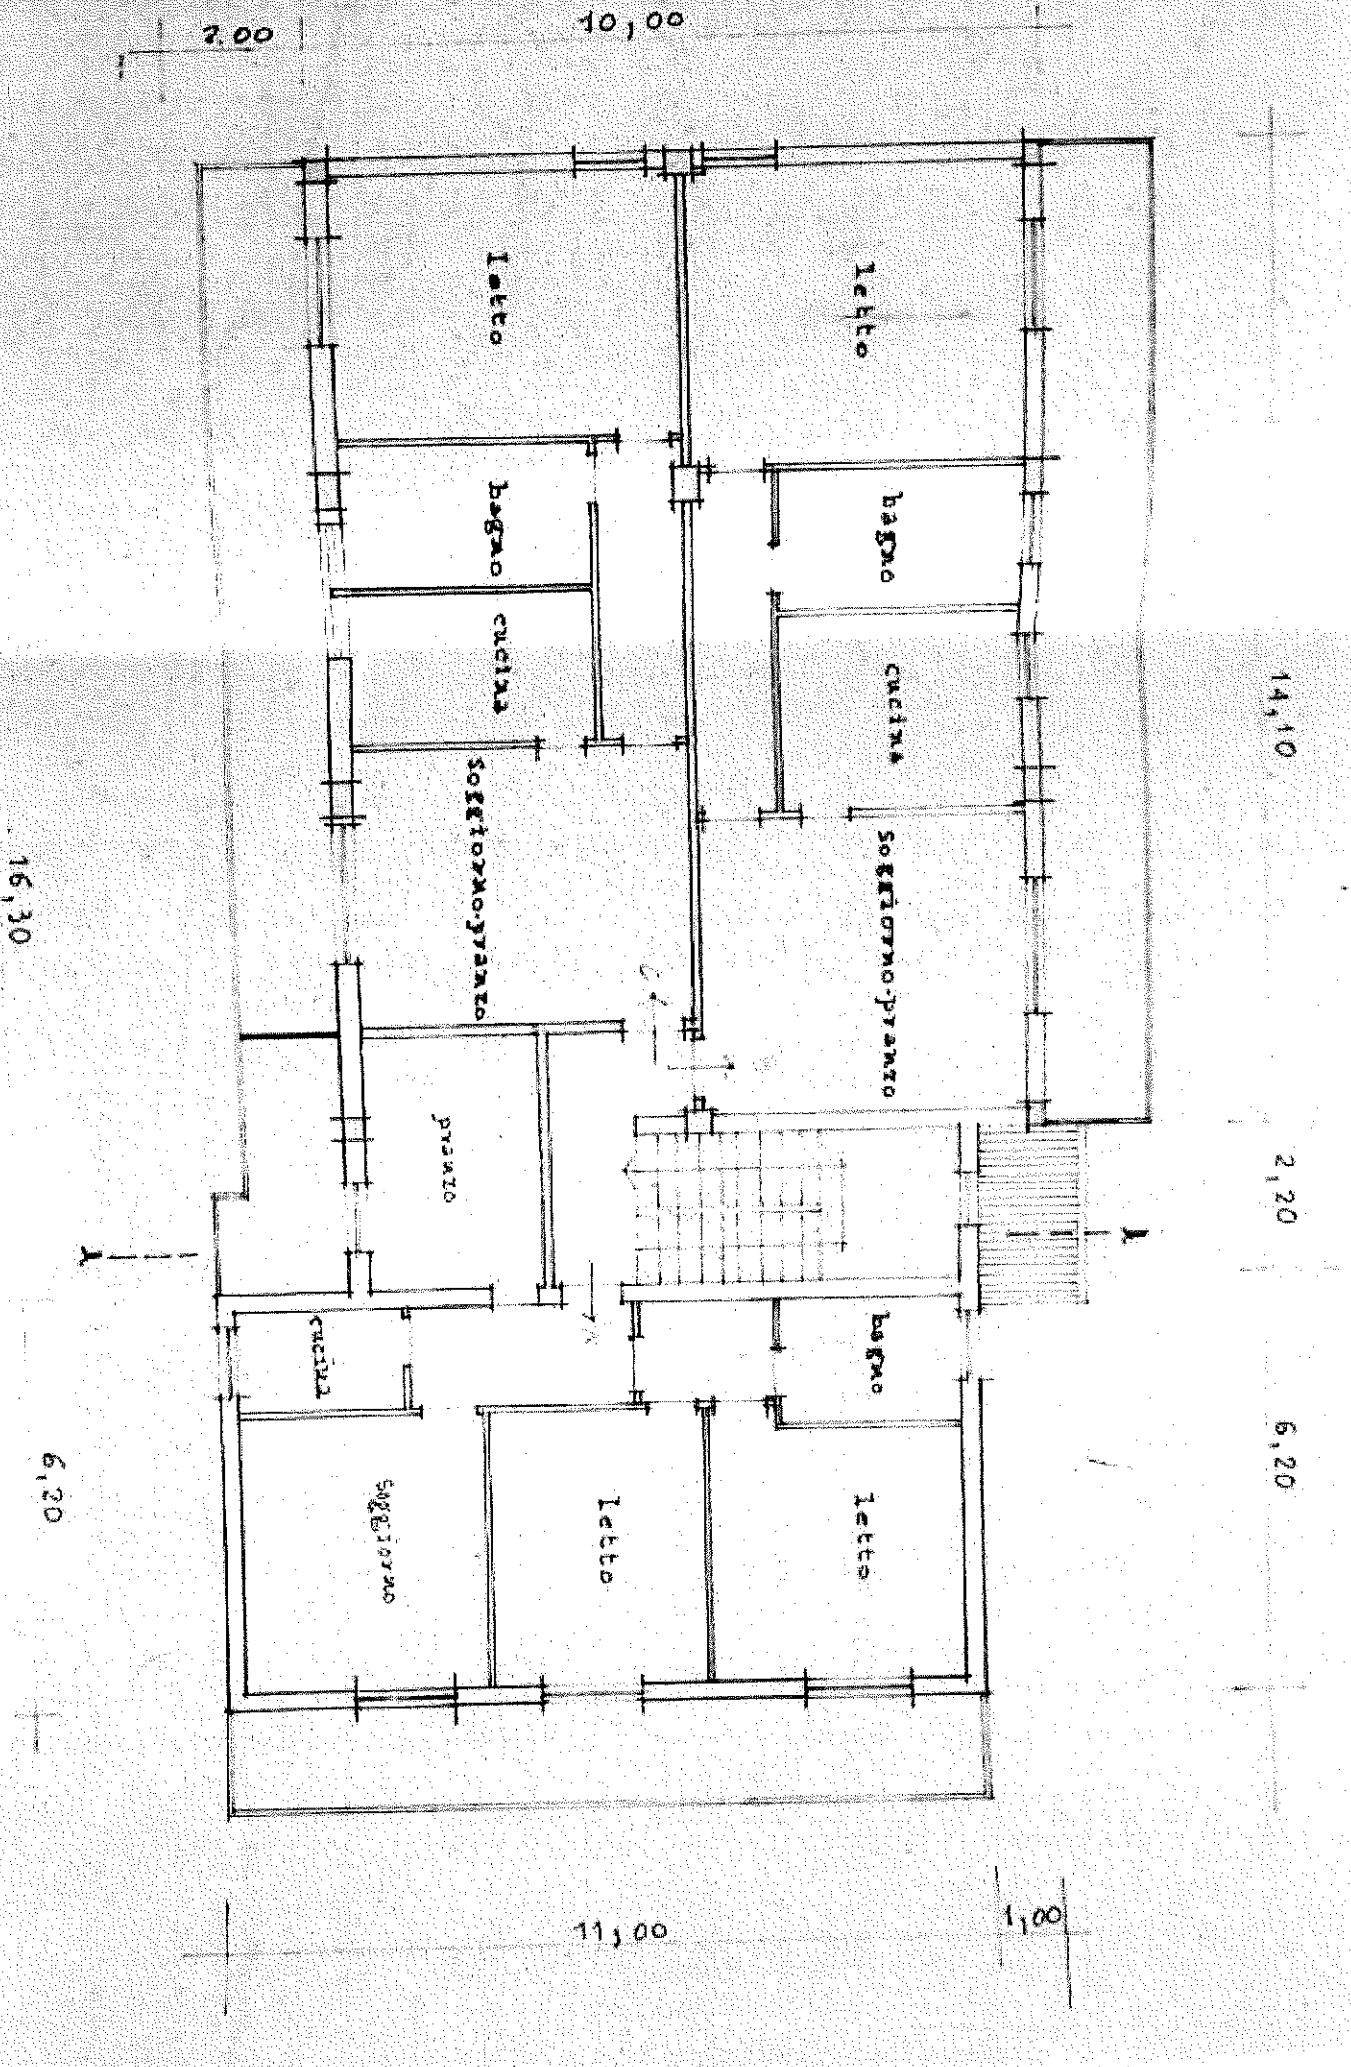 2.00
10,00
letto
letto
bagno
bagno
cucina
cucina
14,10
soggiorno-pranzo
soggiorno-pranzo
16,30
pranzo
2,20
Y
Y
cucina
bagno
6,20
6,20
soggiorno
letto
letto
11,00
1,00